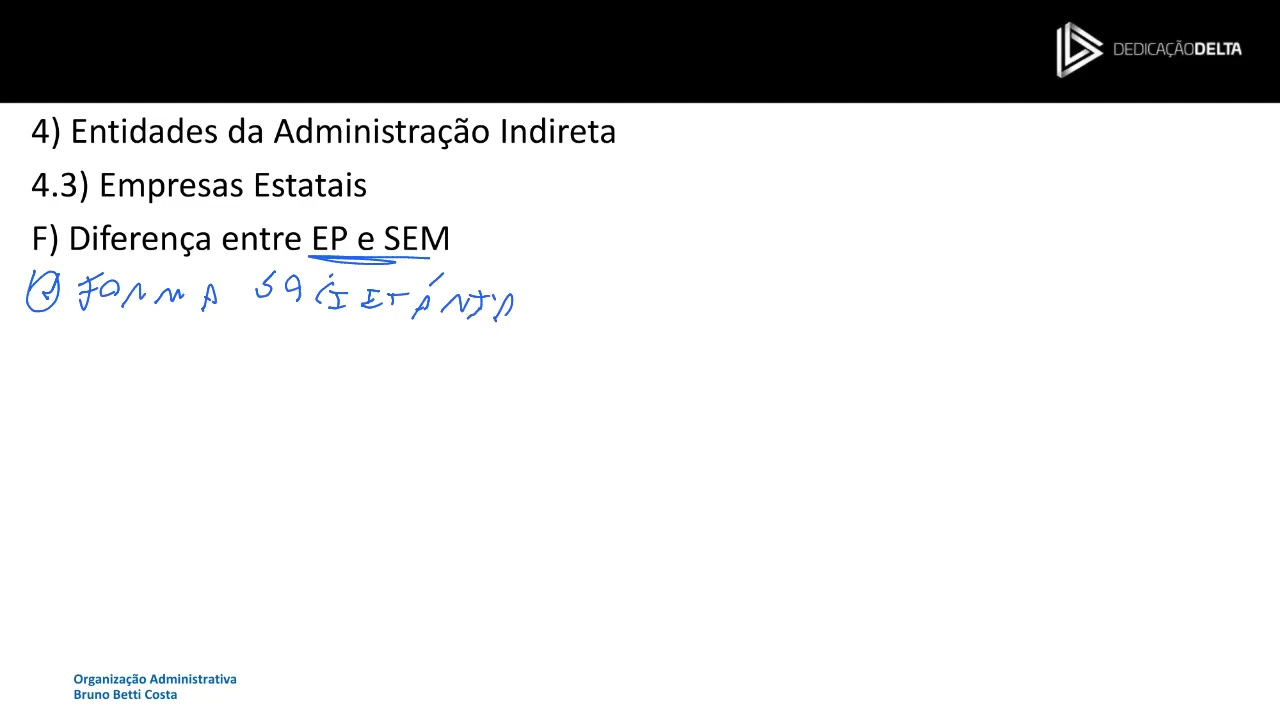 DEDICAÇÃODELTA
4) Entidades da Administração Indireta
4.3) Empresas Estatais
F) Diferença entre EP e SEM
FORMA SOCIETÁRIA
Organização Administrativa
Bruno Betti Costa